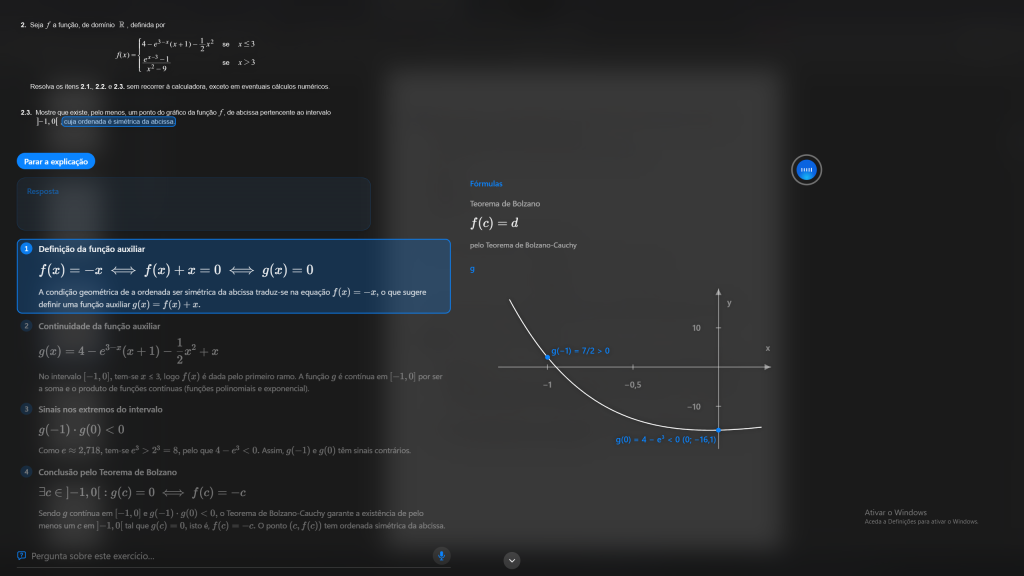 2. Seja f a função, de domínio ℝ, definida por
f(x) = { 4 − e^{3−x}(x + 1) − 1/2 x² se x ≤ 3
(e^{x−3} − 1)/(x² − 9) se x > 3
Resolva os itens 2.1., 2.2. e 2.3. sem recorrer à calculadora, exceto em eventuais cálculos numéricos.
2.3. Mostre que existe, pelo menos, um ponto do gráfico da função f, de abcissa pertencente ao intervalo
]−1, 0[, cuja ordenada é simétrica da abcissa.
Parar a explicação
Resposta
1 Definição da função auxiliar
f(x) = −x ⟺ f(x) + x = 0 ⟺ g(x) = 0
A condição geométrica de a ordenada ser simétrica da abcissa traduz-se na equação f(x) = −x, o que sugere
definir uma função auxiliar g(x) = f(x) + x.
2 Continuidade da função auxiliar
g(x) = 4 − e^{3−x}(x + 1) − 1/2 x² + x
No intervalo [−1, 0], tem-se x ≤ 3, logo f(x) é dada pelo primeiro ramo. A função g é contínua em [−1, 0] por ser
a soma e o produto de funções contínuas (funções polinomiais e exponencial).
3 Sinais nos extremos do intervalo
g(−1) · g(0) < 0
Como e ≈ 2,718, tem-se e³ > 2³ = 8, pelo que 4 − e³ < 0. Assim, g(−1) e g(0) têm sinais contrários.
4 Conclusão pelo Teorema de Bolzano
∃c ∈ ]−1, 0[ : g(c) = 0 ⟺ f(c) = −c
Sendo g contínua em [−1, 0] e g(−1) · g(0) < 0, o Teorema de Bolzano-Cauchy garante a existência de pelo
menos um c em ]−1, 0[ tal que g(c) = 0, isto é, f(c) = −c. O ponto (c, f(c)) tem ordenada simétrica da abcissa.
Pergunta sobre este exercício...
Fórmulas
Teorema de Bolzano
f(c) = d
pelo Teorema de Bolzano-Cauchy
g
y
10
x
g(−1) = 7/2 > 0
−1
−0,5
−10
g(0) = 4 − e³ < 0 (0; −16,1)
Ativar o Windows
Aceda a Definições para ativar o Windows.